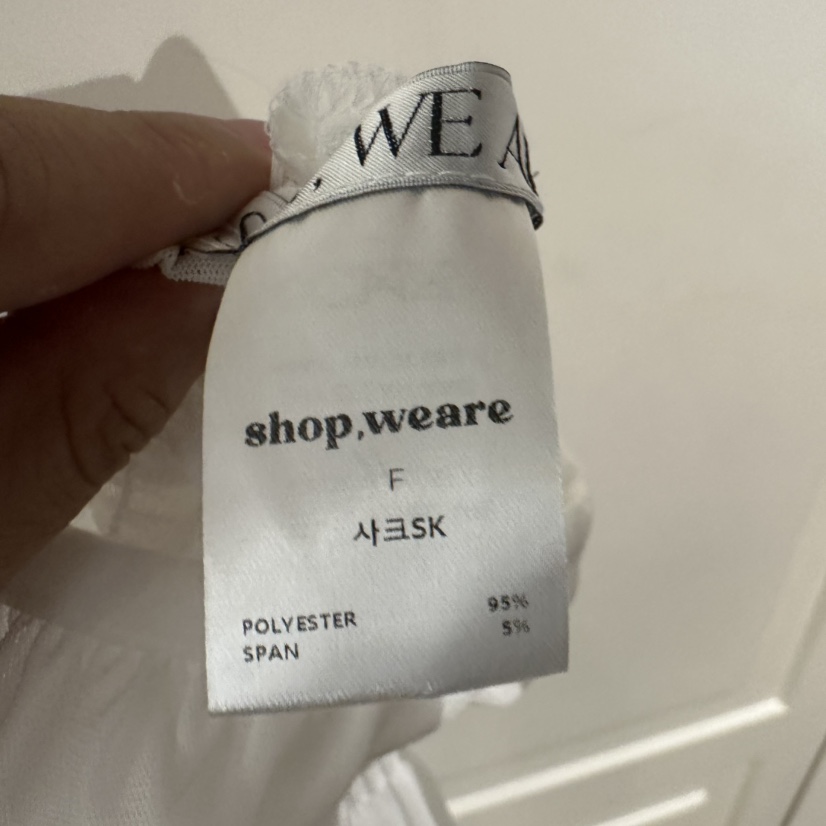 WE
shop,weare
F
사크SK
POLYESTER 95%
SPAN 5%